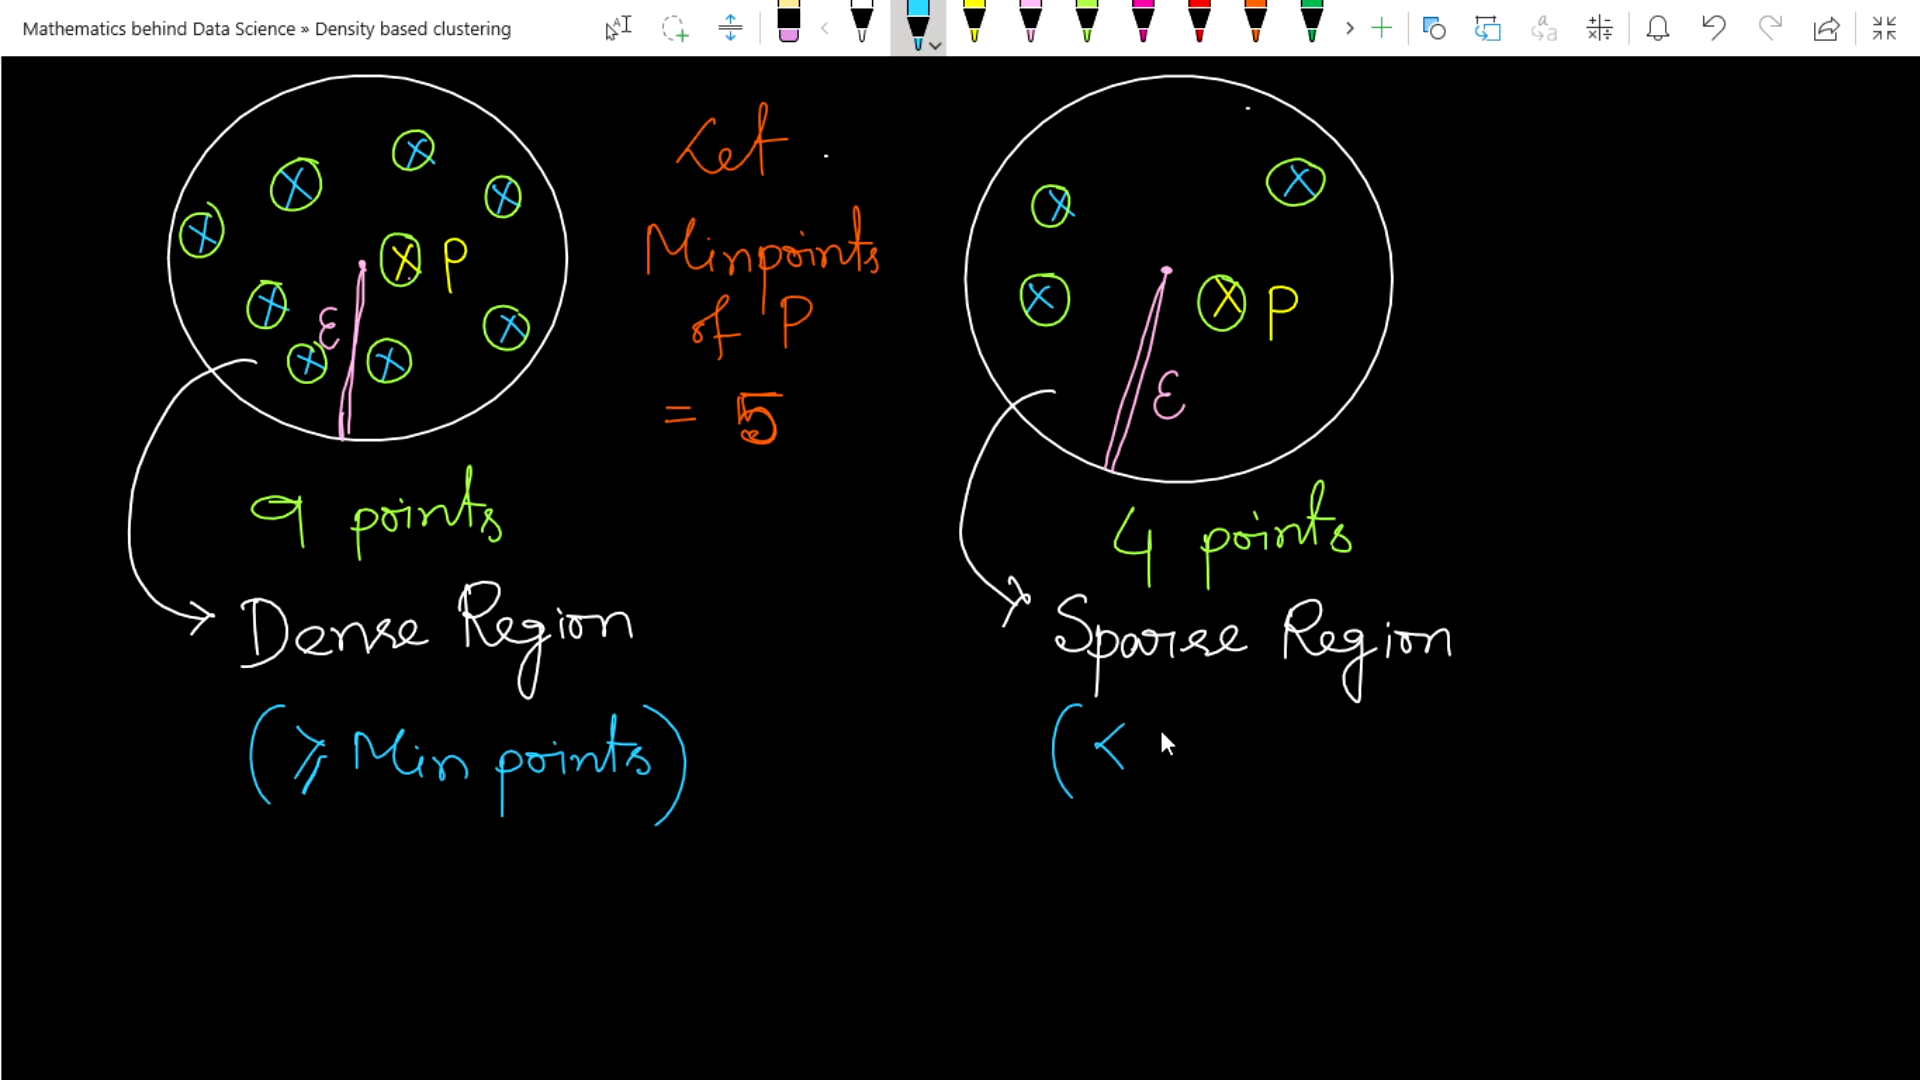 Mathematics behind Data Science » Density based clustering
Let
Minpoints
of P
= 5
P
ε
9 points
Dense Region
(⩾ Min points)
P
ε
4 points
Sparse Region
(<